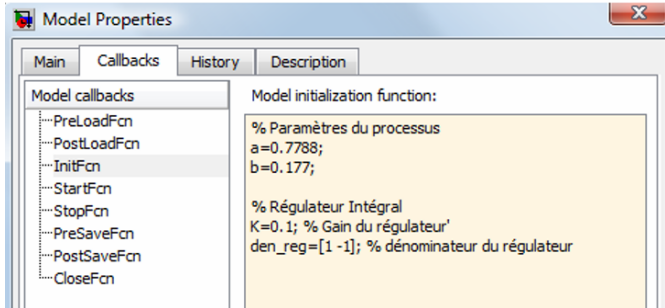 Model Properties
Main Callbacks History Description
Model callbacks
PreLoadFcn
PostLoadFcn
InitFcn
StartFcn
StopFcn
PreSaveFcn
PostSaveFcn
CloseFcn
Model initialization function:
% Paramètres du processus
a=0.7788;
b=0.177;
% Régulateur Intégral
K=0.1; % Gain du régulateur'
den_reg=[1 -1]; % dénominateur du régulateur